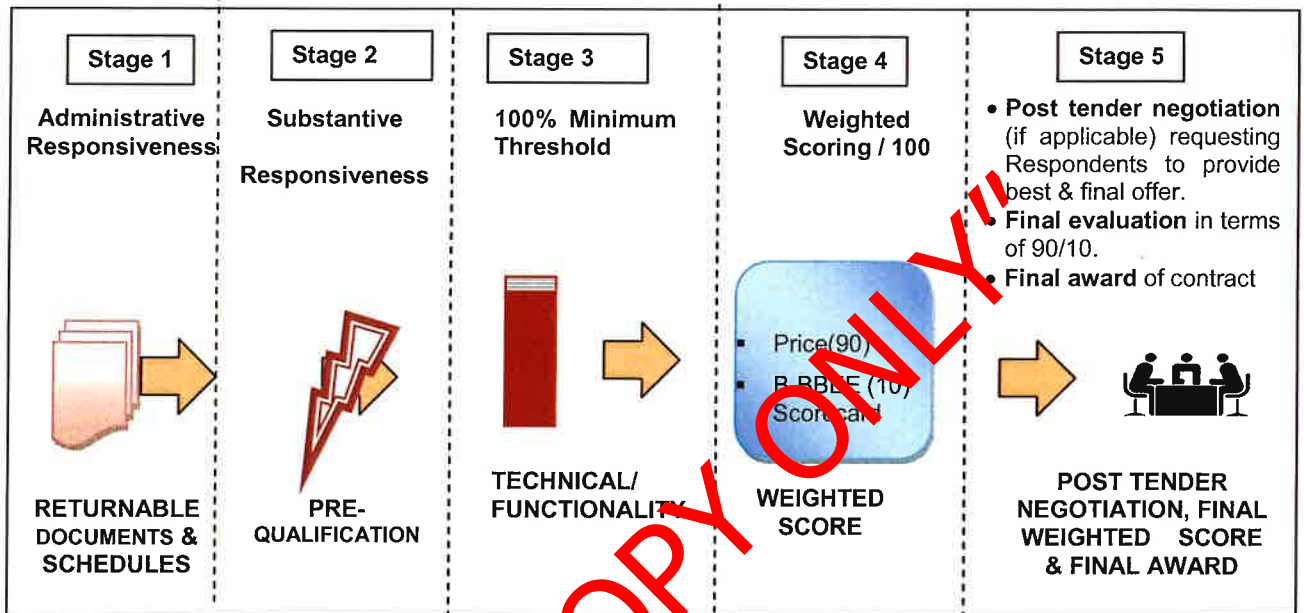 Stage 1
Administrative
Responsiveness
RETURNABLE
DOCUMENTS &
SCHEDULES
Stage 2
Substantive
Responsiveness
PRE-
QUALIFICATION
Stage 3
100% Minimum
Threshold
TECHNICAL/
FUNCTIONALITY
Stage 4
Weighted
Scoring / 100
▪ Price(90)
▪ B-BBEE (10)
Scorecard
WEIGHTED
SCORE
Stage 5
• Post tender negotiation
(if applicable) requesting
Respondents to provide
best & final offer.
• Final evaluation in terms
of 90/10.
• Final award of contract
POST TENDER
NEGOTIATION, FINAL
WEIGHTED SCORE
& FINAL AWARD
COPY ONLY"